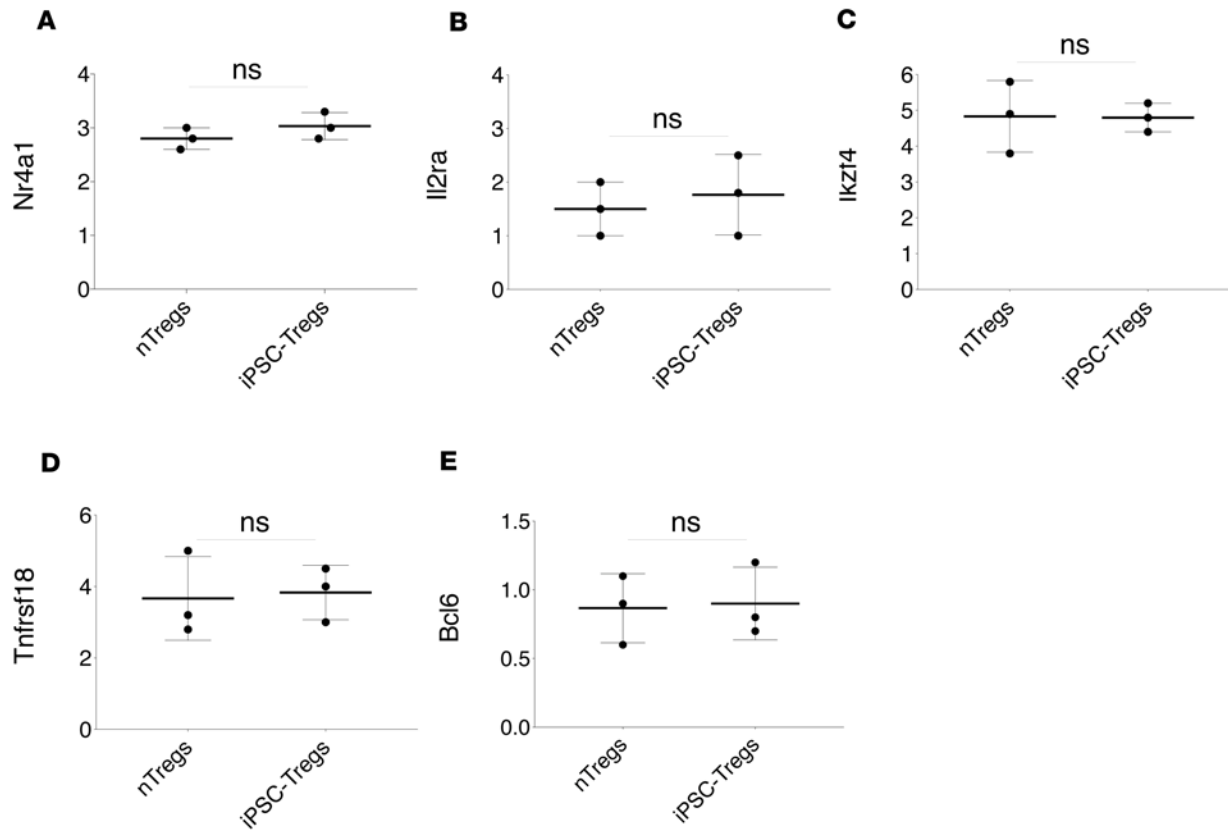 A
Nr4a1
4
3
2
1
0
ns
nTregs
iPSC-Tregs
B
Il2ra
4
3
2
1
0
ns
nTregs
iPSC-Tregs
C
Ikzt4
6
5
4
3
2
1
0
ns
nTregs
iPSC-Tregs
D
Tnfrsf18
6
4
2
0
ns
nTregs
iPSC-Tregs
E
Bcl6
1.5
1.0
0.5
0.0
ns
nTregs
iPSC-Tregs